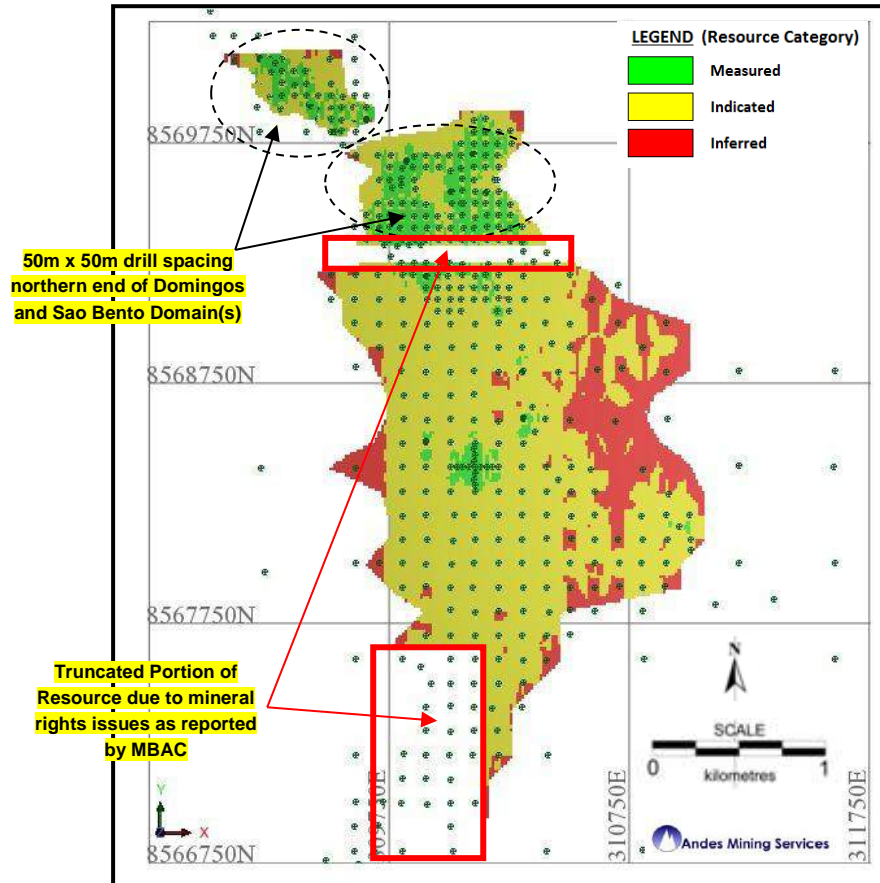 LEGEND (Resource Category)
Measured
Indicated
Inferred
8569750N
50m x 50m drill spacing
northern end of Domingos
and Sao Bento Domain(s)
8568750N
8567750N
Truncated Portion of
Resource due to mineral
rights issues as reported
by MBAC
N
SCALE
0 1
kilometres
Y
X
8566750N
309750E
310750E
311750E
Andes Mining Services